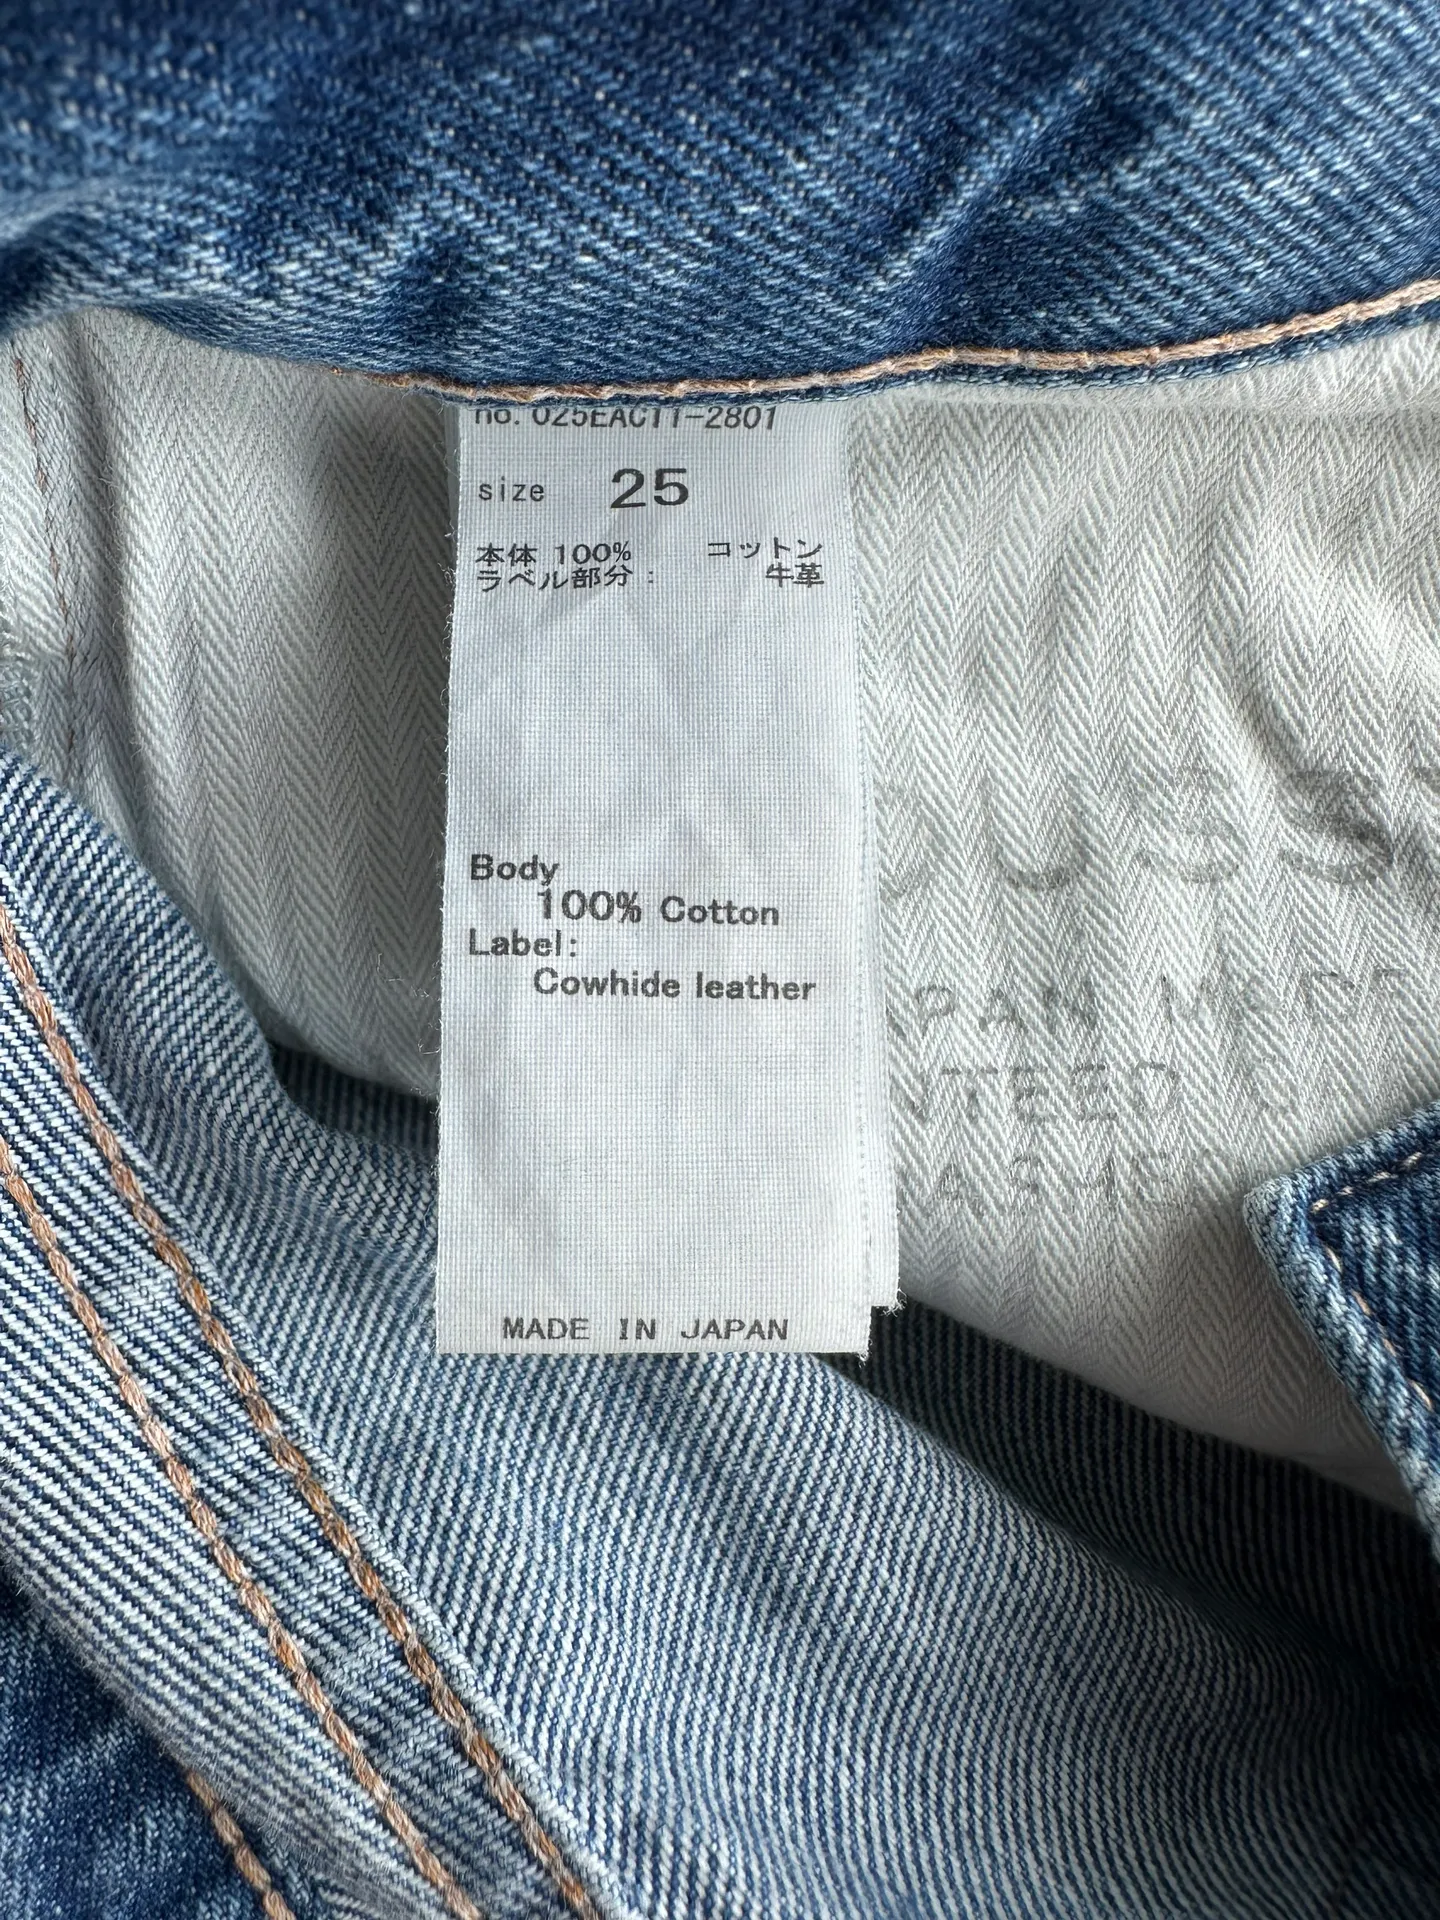 no. 025EAC11-2801
size 25
本体 100% コットン
ラベル部分: 牛革
Body
100% Cotton
Label:
Cowhide leather
MADE IN JAPAN